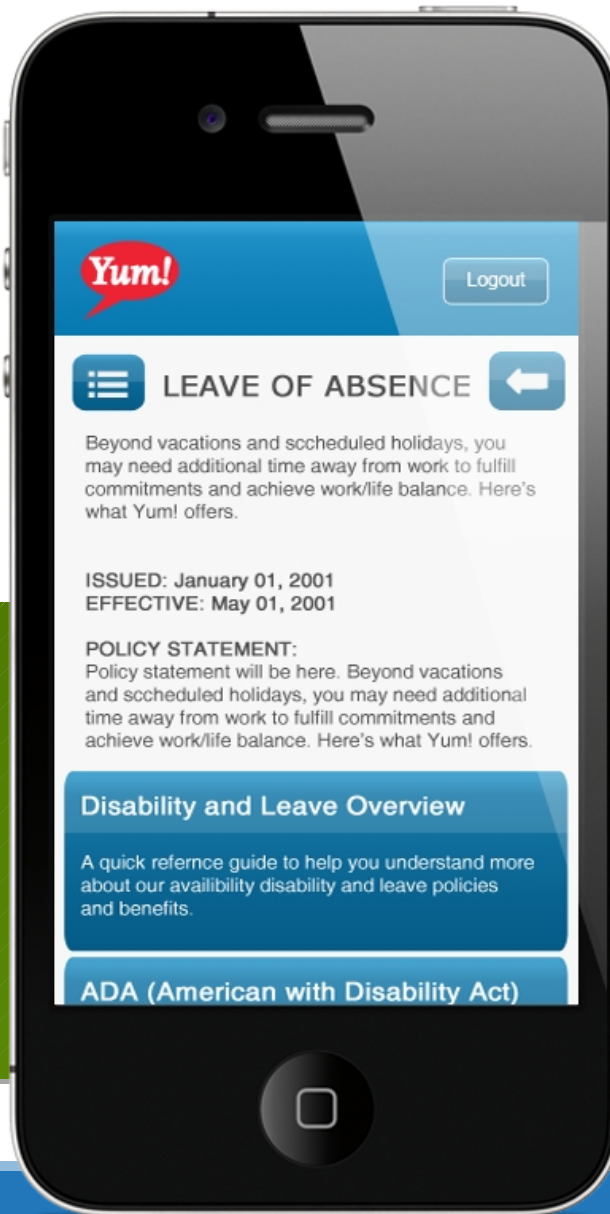 Yum!
Logout
LEAVE OF ABSENCE
Beyond vacations and sccheduled holidays, you
may need additional time away from work to fulfill
commitments and achieve work/life balance. Here's
what Yum! offers.
ISSUED: January 01, 2001
EFFECTIVE: May 01, 2001
POLICY STATEMENT:
Policy statement will be here. Beyond vacations
and sccheduled holidays, you may need additional
time away from work to fulfill commitments and
achieve work/life balance. Here's what Yum! offers.
Disability and Leave Overview
A quick refernce guide to help you understand more
about our availibility disability and leave policies
and benefits.
ADA (American with Disability Act)